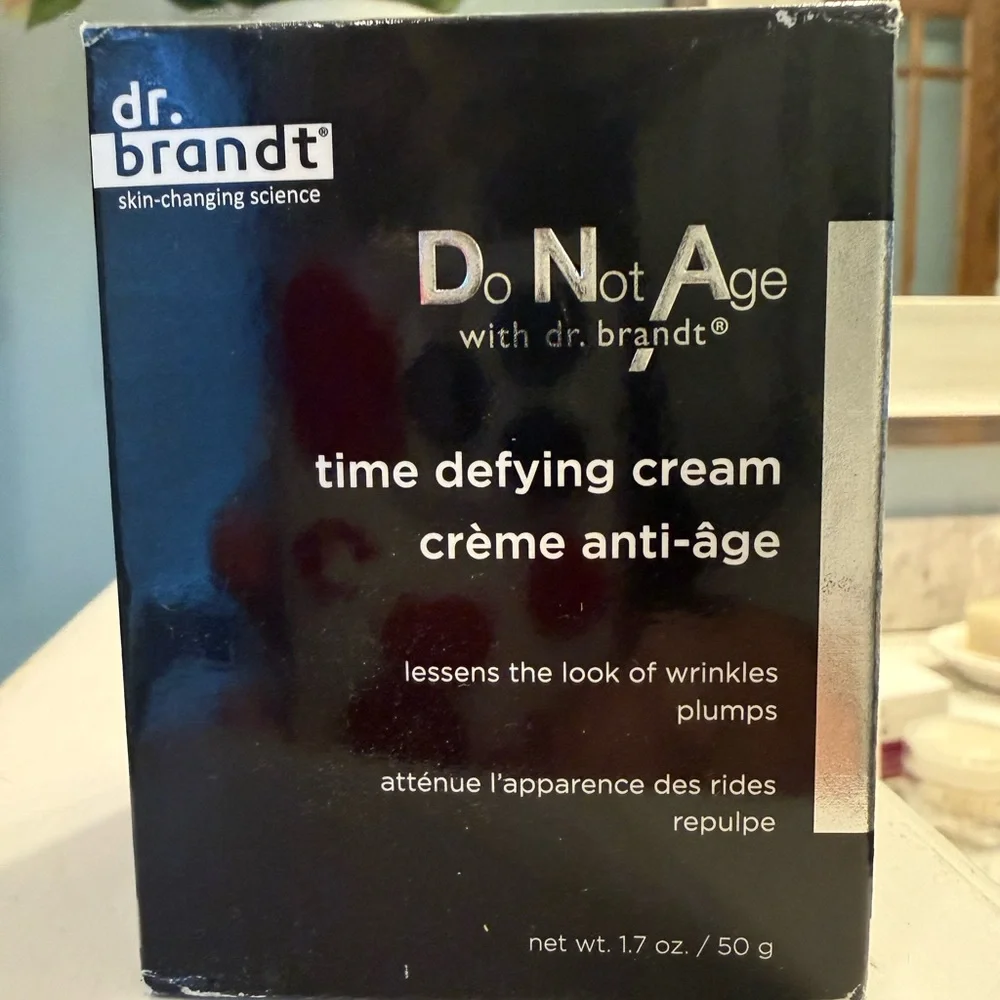 dr.
brandt®
skin-changing science
Do Not Age
with dr. brandt®
time defying cream
crème anti-âge
lessens the look of wrinkles
plumps
atténue l'apparence des rides
repulpe
net wt. 1.7 oz. / 50 g